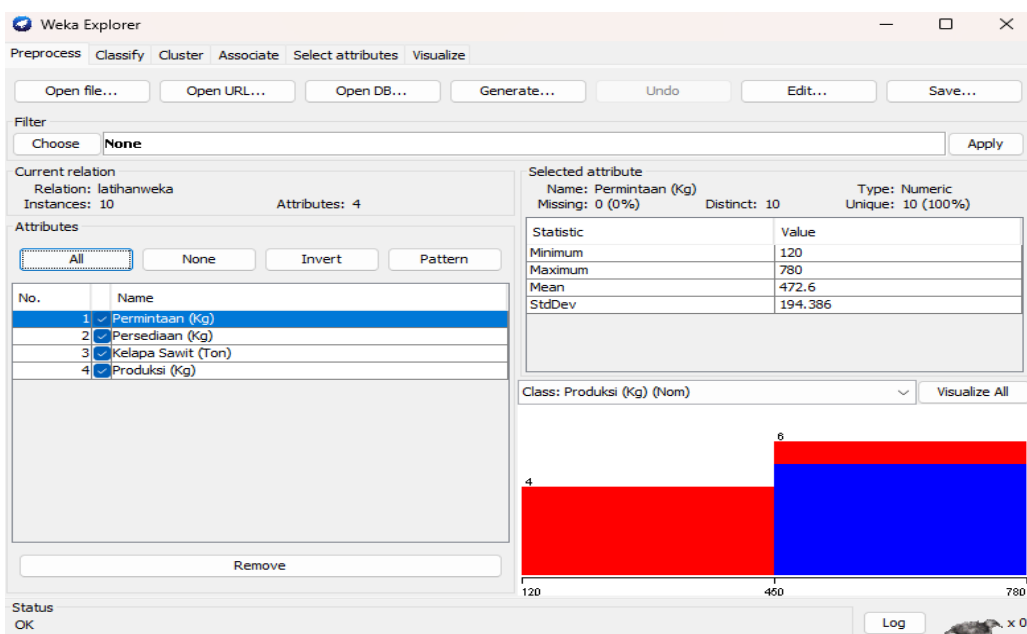 Weka Explorer
Preprocess Classify Cluster Associate Select attributes Visualize
Open file... Open URL... Open DB... Generate... Undo Edit... Save...
Filter
Choose None Apply
Current relation
Relation: latihanweka
Instances: 10 Attributes: 4
Attributes
All None Invert Pattern
No. Name
1 Permintaan (Kg)
2 Persediaan (Kg)
3 Kelapa Sawit (Ton)
4 Produksi (Kg)
Remove
Selected attribute
Name: Permintaan (Kg) Type: Numeric
Missing: 0 (0%) Distinct: 10 Unique: 10 (100%)
Statistic Value
Minimum 120
Maximum 780
Mean 472.6
StdDev 194.386
Class: Produksi (Kg) (Nom) Visualize All
6
4
120 450 780
Status
OK Log x 0